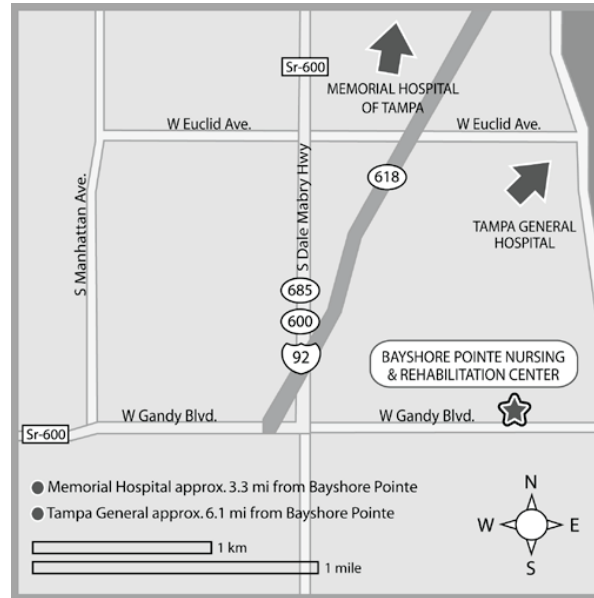 Sr-600
MEMORIAL HOSPITAL
OF TAMPA
W Euclid Ave.
W Euclid Ave.
618
S Manhattan Ave.
S Dale Mabry Hwy
TAMPA GENERAL
HOSPITAL
685
600
92
BAYSHORE POINTE NURSING
& REHABILITATION CENTER
W Gandy Blvd.
W Gandy Blvd.
Sr-600
Memorial Hospital approx. 3.3 mi from Bayshore Pointe
Tampa General approx. 6.1 mi from Bayshore Pointe
N
W
E
S
1 km
1 mile